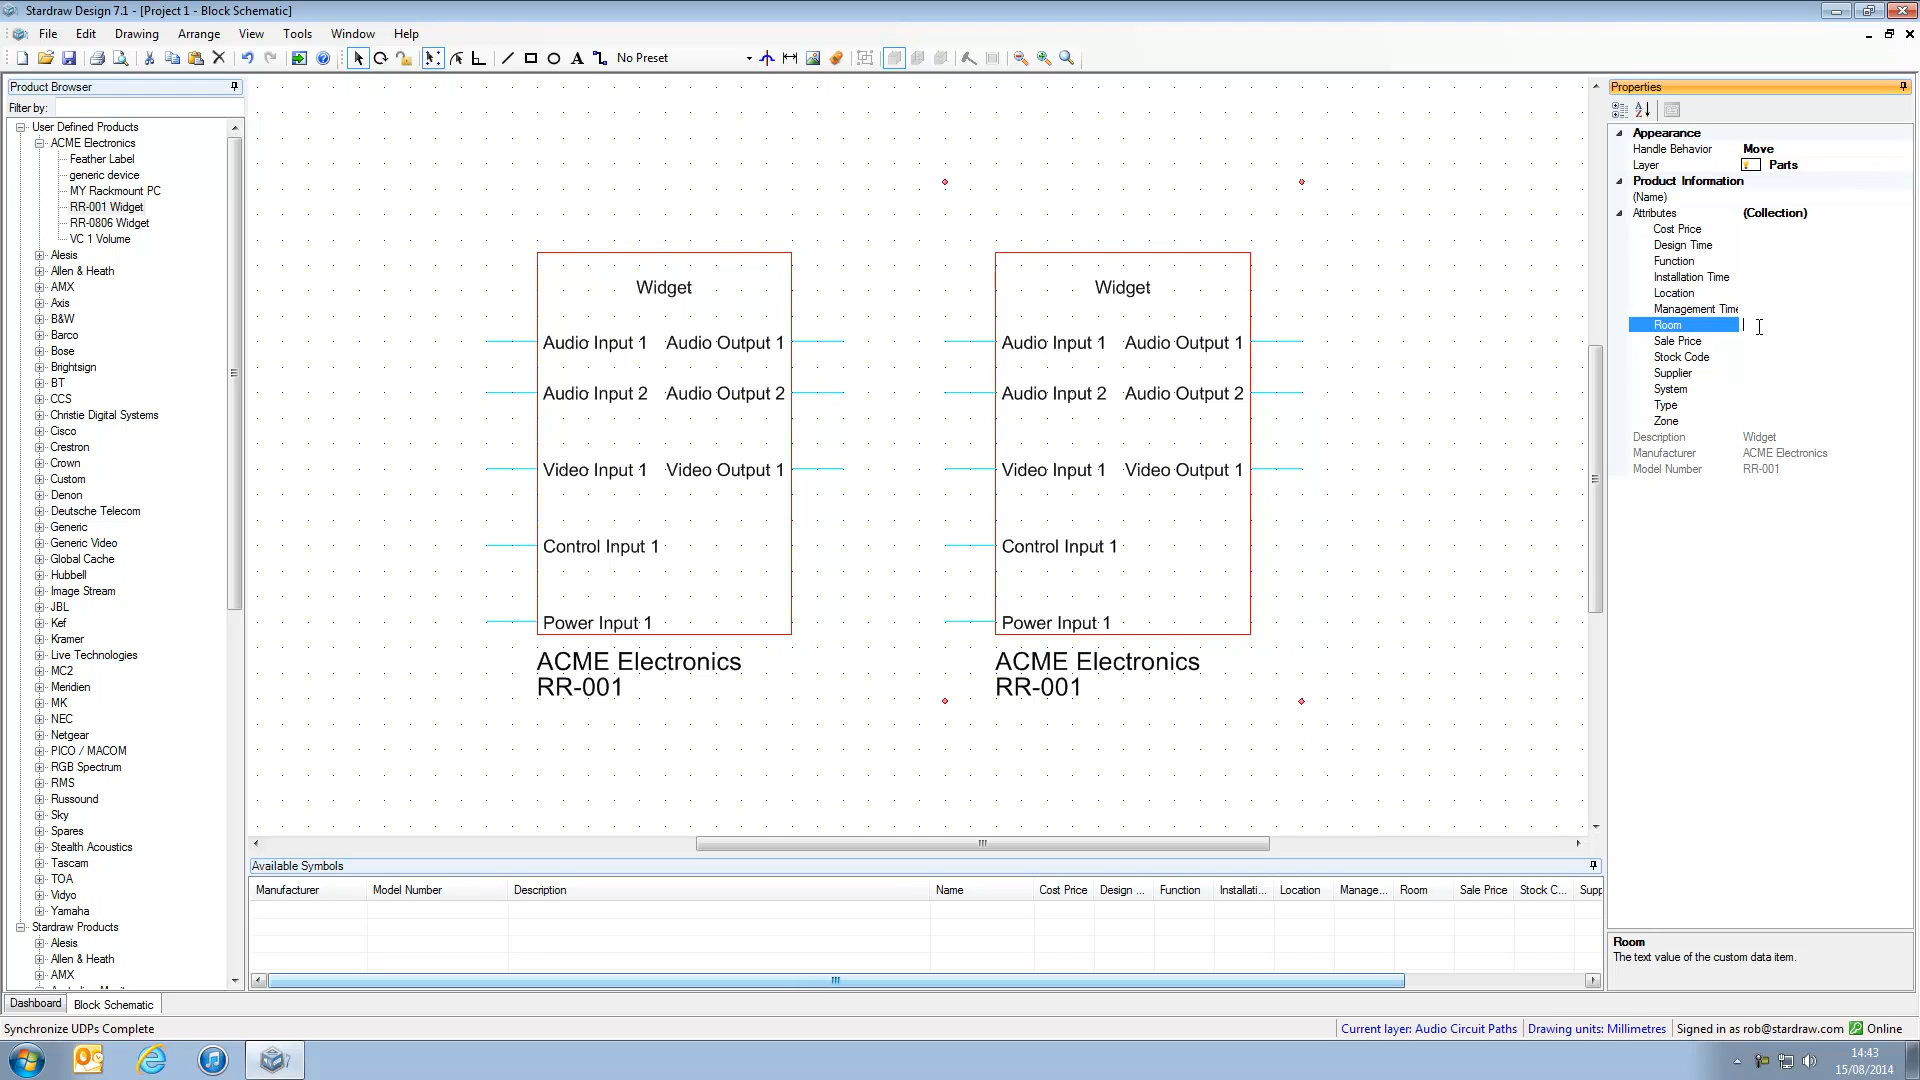 Stardraw Design 7.1 - [Project 1 - Block Schematic]
File Edit Drawing Arrange View Tools Window Help
No Preset
Product Browser
Filter by:
User Defined Products
ACME Electronics
Feather Label
generic device
MY Rackmount PC
RR-001 Widget
RR-0806 Widget
VC 1 Volume
Alesis
Allen & Heath
AMX
Axis
B&W
Barco
Bose
Brightsign
BT
CCS
Christie Digital Systems
Cisco
Crestron
Crown
Custom
Denon
Deutsche Telecom
Generic
Generic Video
Global Cache
Hubbell
Image Stream
JBL
Kef
Kramer
Live Technologies
MC2
Meridien
MK
NEC
Netgear
PICO / MACOM
RGB Spectrum
RMS
Russound
Sky
Spares
Stealth Acoustics
Tascam
TOA
Vidyo
Yamaha
Stardraw Products
Alesis
Allen & Heath
AMX
Widget
Audio Input 1 Audio Output 1
Audio Input 2 Audio Output 2
Video Input 1 Video Output 1
Control Input 1
Power Input 1
ACME Electronics
RR-001
Widget
Audio Input 1 Audio Output 1
Audio Input 2 Audio Output 2
Video Input 1 Video Output 1
Control Input 1
Power Input 1
ACME Electronics
RR-001
Available Symbols
Manufacturer Model Number Description Name Cost Price Design ... Function Installati... Location Manage... Room Sale Price Stock C... Supp
Properties
Appearance
Handle Behavior Move
Layer Parts
Product Information
(Name)
Attributes (Collection)
Cost Price
Design Time
Function
Installation Time
Location
Management Time
Room
Sale Price
Stock Code
Supplier
System
Type
Zone
Description Widget
Manufacturer ACME Electronics
Model Number RR-001
Room
The text value of the custom data item.
Dashboard Block Schematic
Synchronize UDPs Complete
Current layer: Audio Circuit Paths Drawing units: Millimetres Signed in as rob@stardraw.com Online
14:43
15/08/2014